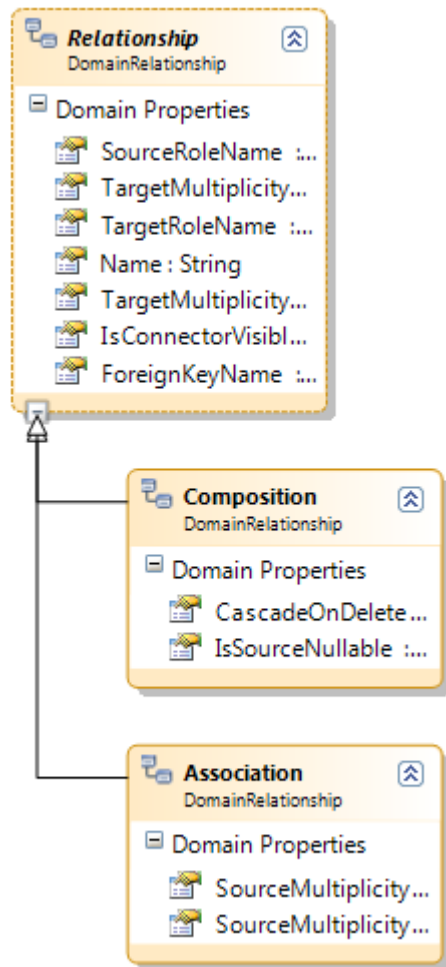 Relationship
DomainRelationship
Domain Properties
SourceRoleName :...
TargetMultiplicity...
TargetRoleName :...
Name : String
TargetMultiplicity...
IsConnectorVisibl...
ForeignKeyName :...
Composition
DomainRelationship
Domain Properties
CascadeOnDelete...
IsSourceNullable :...
Association
DomainRelationship
Domain Properties
SourceMultiplicity...
SourceMultiplicity...